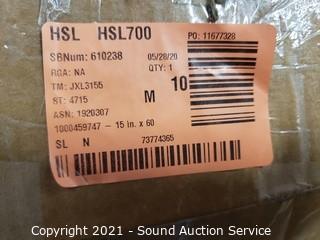 HSL HSL700 PO: 11677328
SBNum: 610238 05/28/20
RGA: NA QTY: 1
TM: JXL3155 10
ST: 4715 M
ASN: 1920307
1000459747 - 15 in. x 60
SL N 73774365
Copyright 2021 - Sound Auction Service